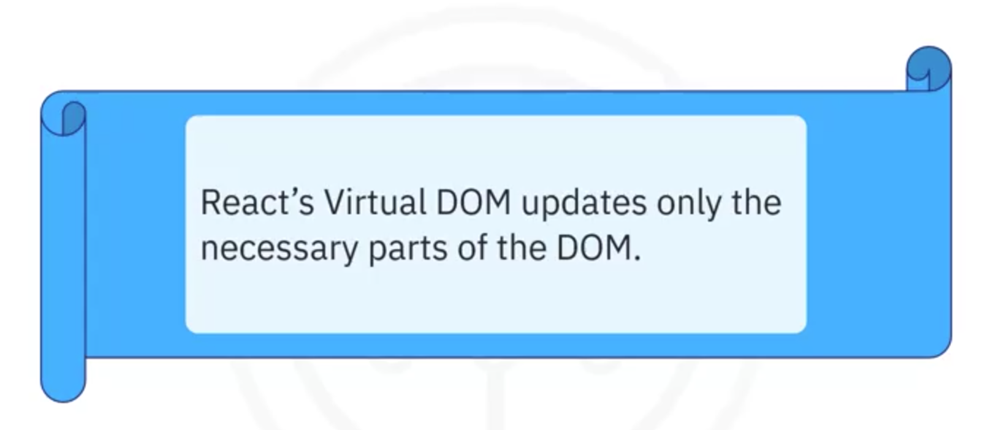 React’s Virtual DOM updates only the
necessary parts of the DOM.